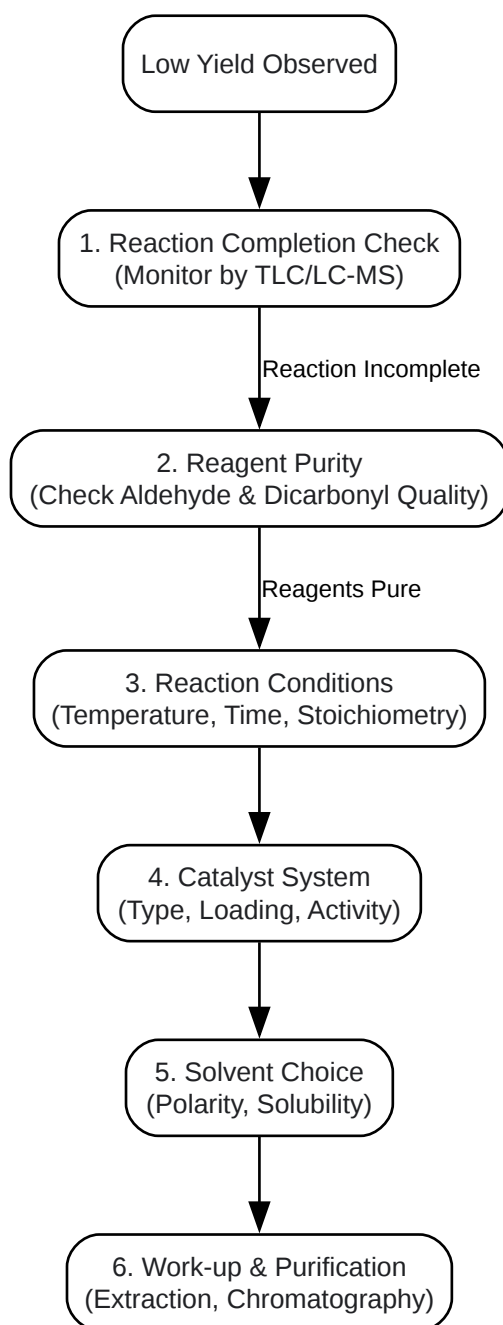 Low Yield Observed
1. Reaction Completion Check
(Monitor by TLC/LC-MS)
Reaction Incomplete
2. Reagent Purity
(Check Aldehyde & Dicarbonyl Quality)
Reagents Pure
3. Reaction Conditions
(Temperature, Time, Stoichiometry)
4. Catalyst System
(Type, Loading, Activity)
5. Solvent Choice
(Polarity, Solubility)
6. Work-up & Purification
(Extraction, Chromatography)